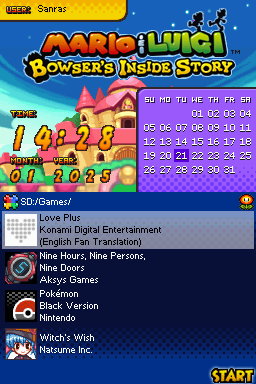 USER: Sanras
MARIO & LUIGI™
BOWSER'S INSIDE STORY
TIME:
14:28
MONTH: YEAR:
01 2025
SU MO TU WE TH FR SA
01 02 03 04
05 06 07 08 09 10 11
12 13 14 15 16 17 18
19 20 21 22 23 24 25
26 27 28 29 30 31
SD:/Games/
Love Plus
Konami Digital Entertainment
(English Fan Translation)
Nine Hours, Nine Persons,
Nine Doors
Aksys Games
Pokémon
Black Version
Nintendo
Witch's Wish
Natsume Inc.
START